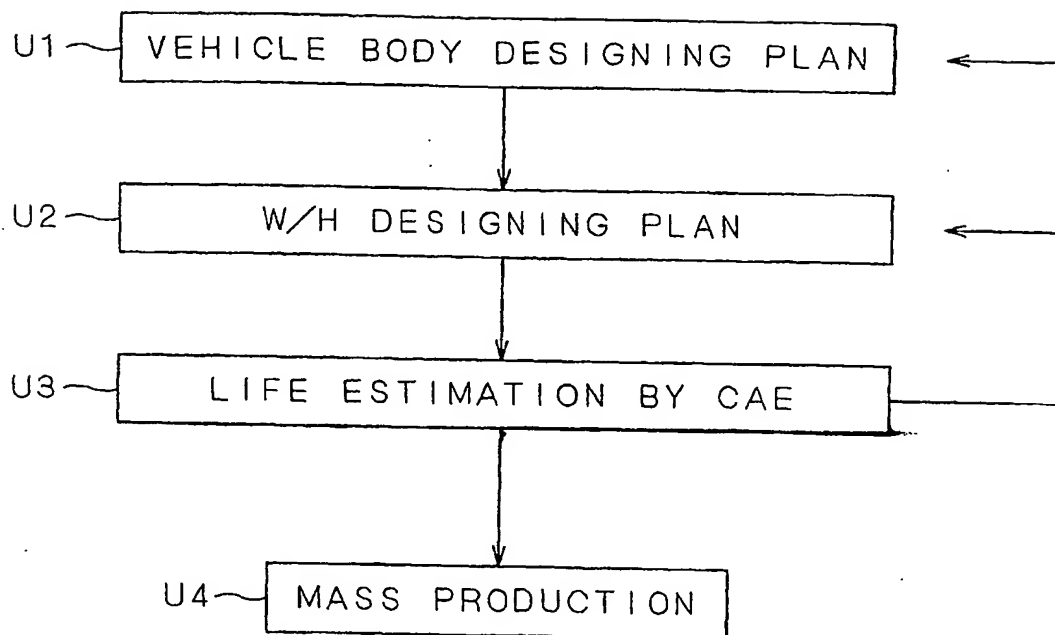 U1 VEHICLE BODY DESIGNING PLAN
U2 W/H DESIGNING PLAN
U3 LIFE ESTIMATION BY CAE
U4 MASS PRODUCTION